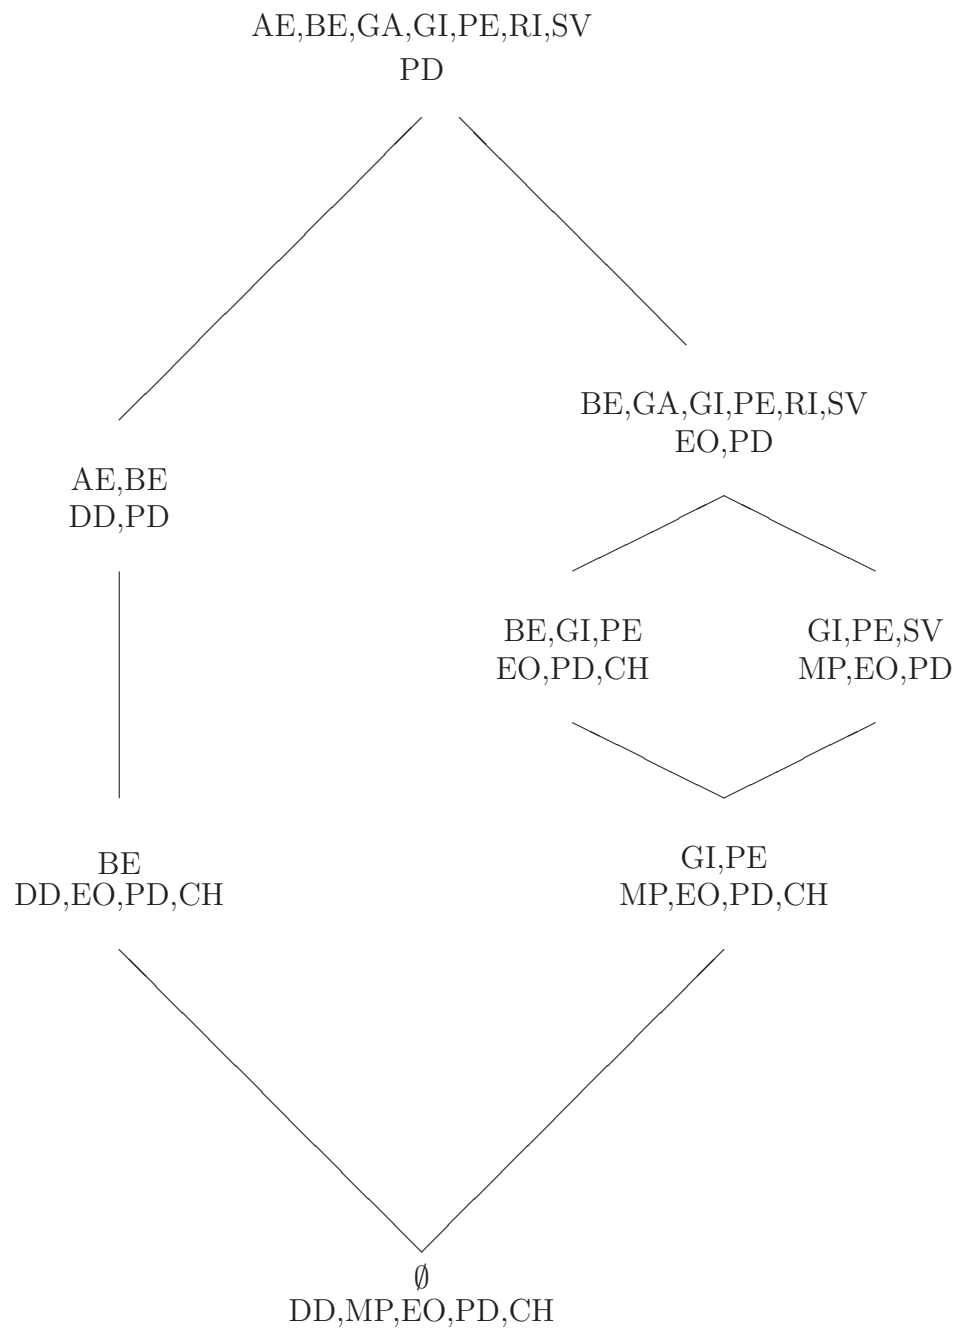 AE,BE,GA,GI,PE,RI,SV
PD
BE,GA,GI,PE,RI,SV
EO,PD
AE,BE
DD,PD
BE,GI,PE
EO,PD,CH
GI,PE,SV
MP,EO,PD
BE
DD,EO,PD,CH
GI,PE
MP,EO,PD,CH
∅
DD,MP,EO,PD,CH